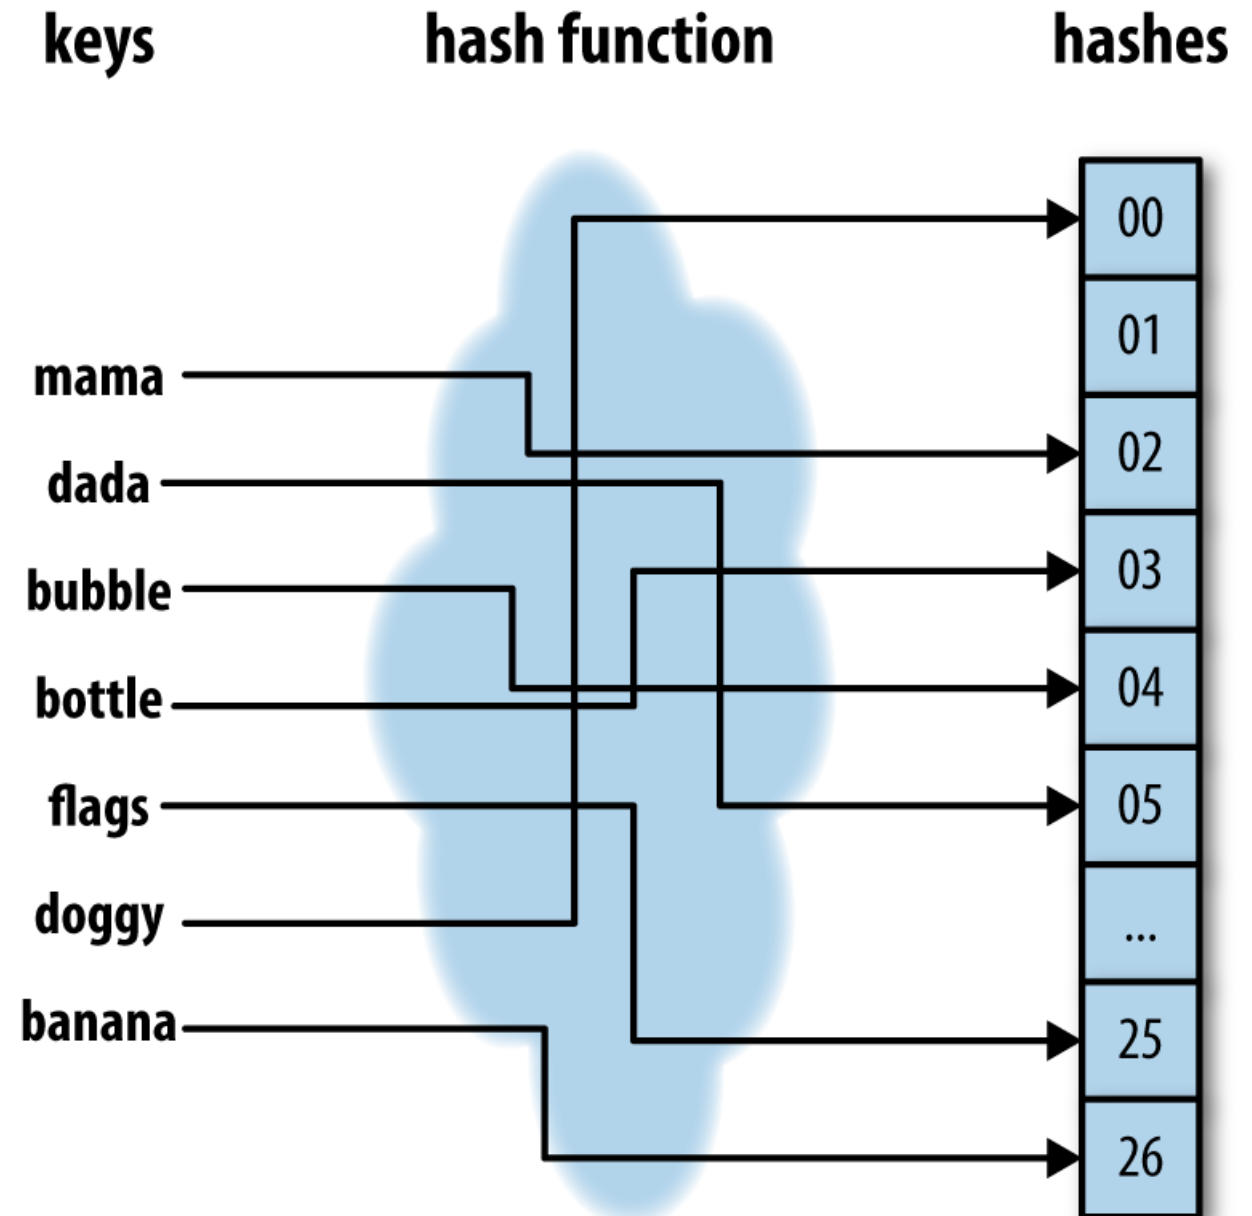 keys hash function hashes
00
01
mama
02
dada
03
bubble
04
bottle
05
flags
...
doggy
25
banana
26